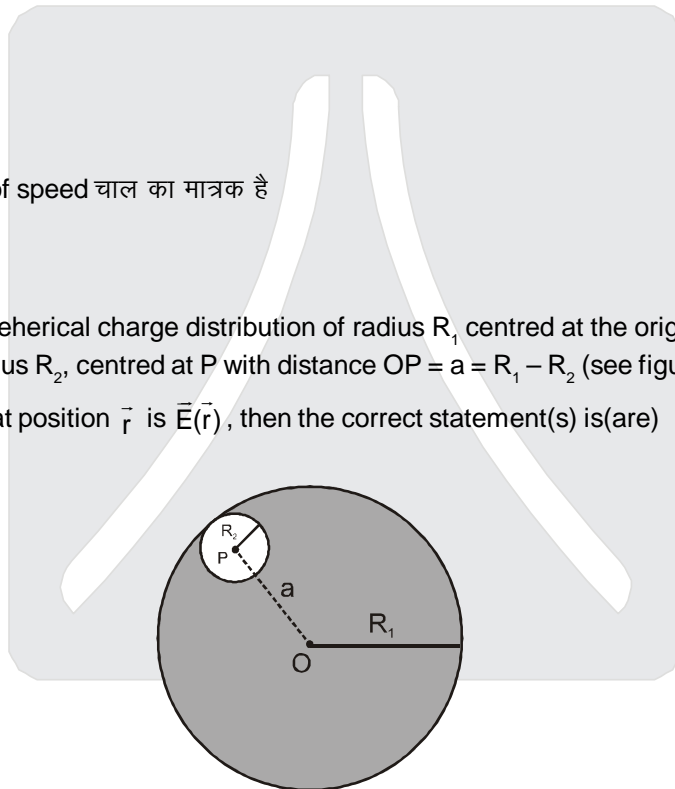 of speed चाल का मात्रक है
eherical charge distribution of radius R₁ centred at the orig
us R₂, centred at P with distance OP = a = R₁ – R₂ (see figu
at position r⃗ is E⃗(r⃗), then the correct statement(s) is(are)
R₂
P
a
R₁
O